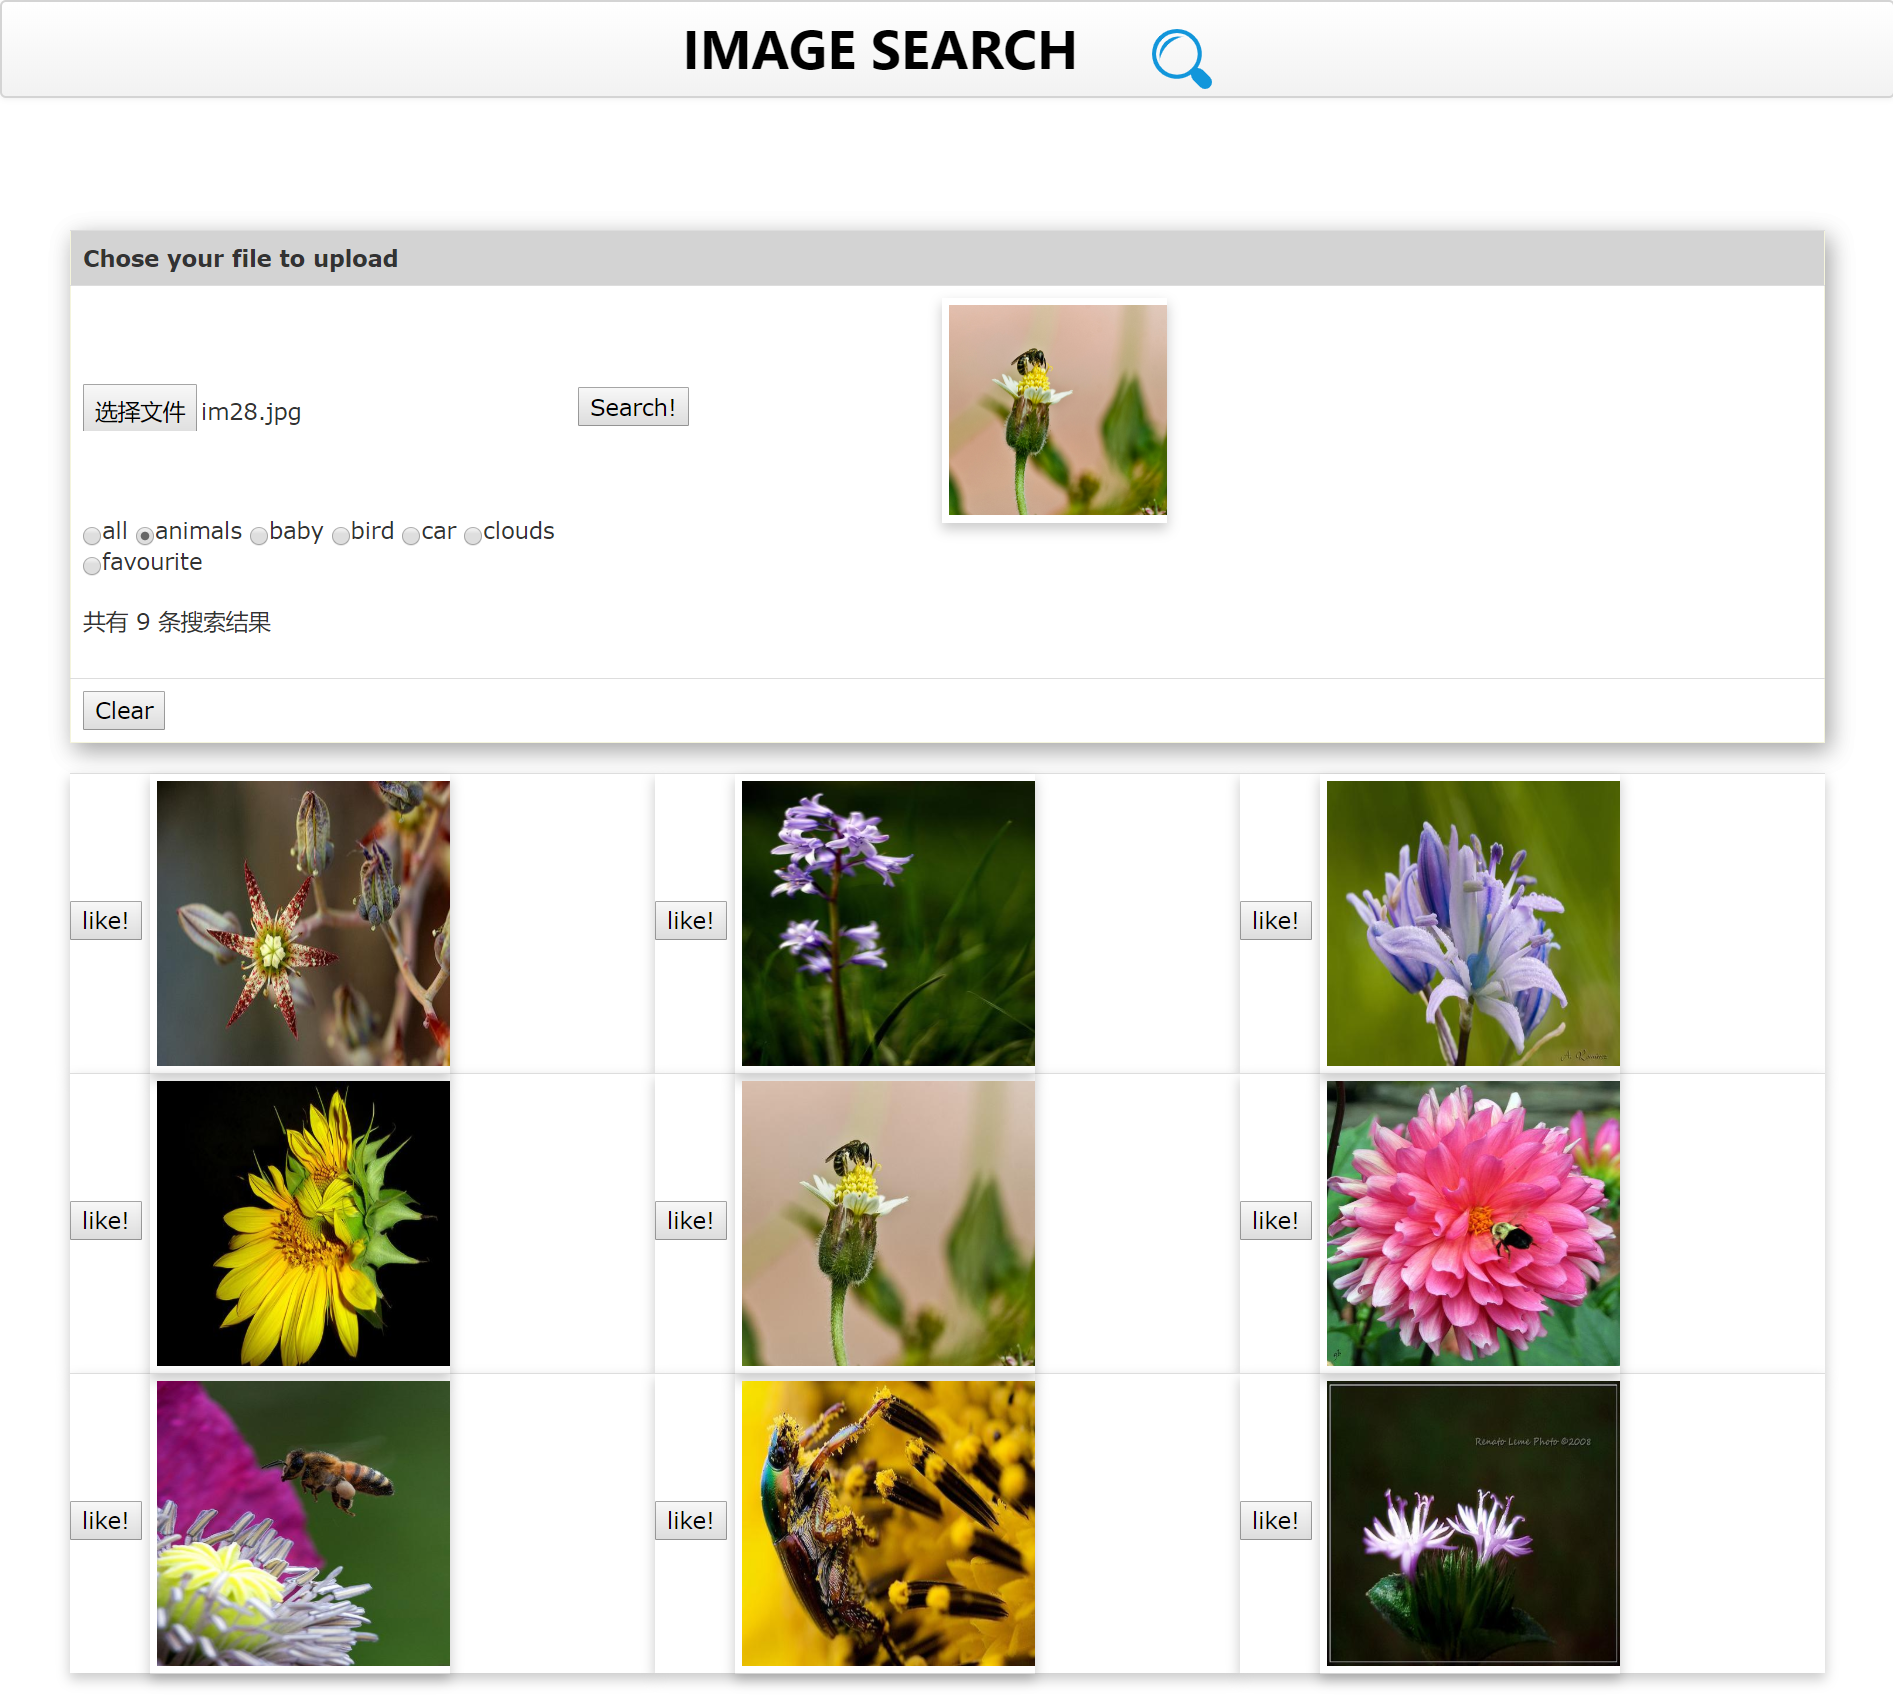 IMAGE SEARCH
Chose your file to upload
选择文件 im28.jpg Search!
all animals baby bird car clouds
favourite
共有 9 条搜索结果
Clear
like! like! like!
like! like! like!
Renato Leme Photo ©2008
like! like! like!